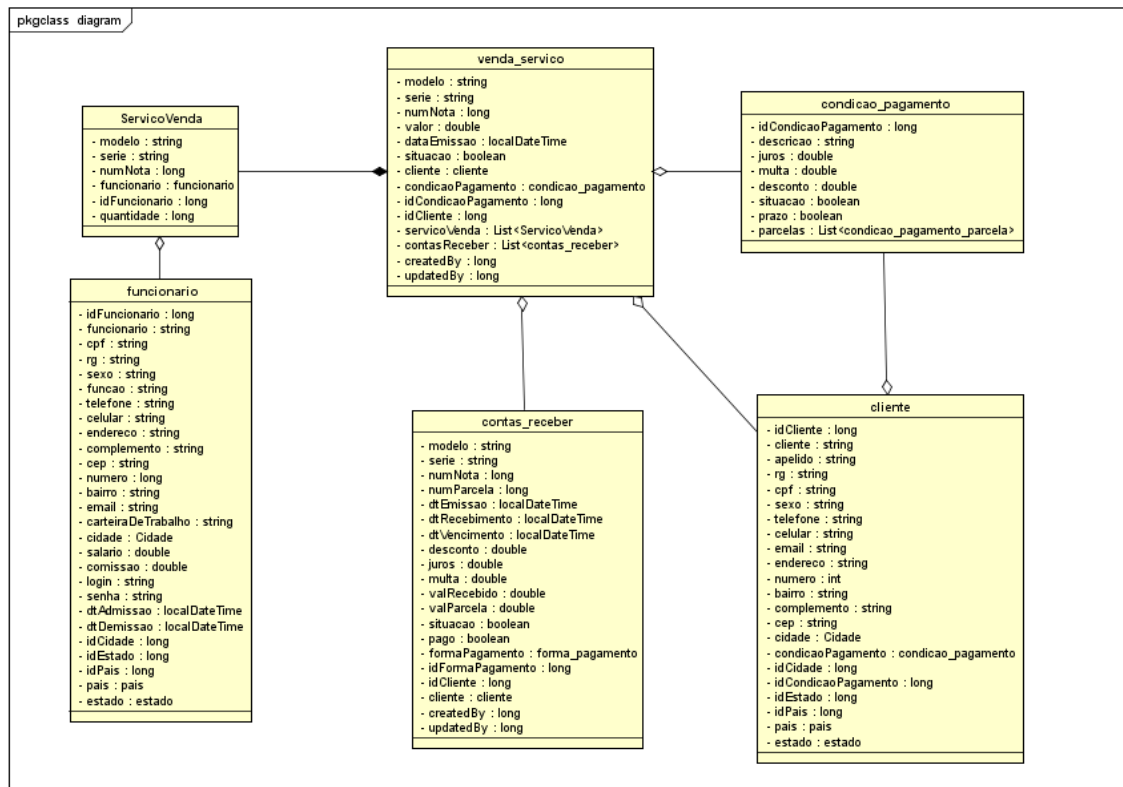 pkgclass diagram
venda_servico
- modelo : string
- serie : string
- numNota : long
- valor : double
- dataEmissao : localDateTime
- situacao : boolean
- cliente : cliente
- condicaoPagamento : condicao_pagamento
- idCondicaoPagamento : long
- idCliente : long
- servicoVenda : List<ServicoVenda>
- contasReceber : List<contas_receber>
- createdBy : long
- updatedBy : long
ServicoVenda
- modelo : string
- serie : string
- numNota : long
- funcionario : funcionario
- idFuncionario : long
- quantidade : long
condicao_pagamento
- idCondicaoPagamento : long
- descricao : string
- juros : double
- multa : double
- desconto : double
- situacao : boolean
- prazo : boolean
- parcelas : List<condicao_pagamento_parcela>
funcionario
- idFuncionario : long
- funcionario : string
- cpf : string
- rg : string
- sexo : string
- funcao : string
- telefone : string
- celular : string
- endereco : string
- complemento : string
- cep : string
- numero : long
- bairro : string
- email : string
- carteiraDeTrabalho : string
- cidade : Cidade
- salario : double
- comissao : double
- login : string
- senha : string
- dtAdmissao : localDateTime
- dtDemissao : localDateTime
- idCidade : long
- idEstado : long
- idPais : long
- pais : pais
- estado : estado
contas_receber
- modelo : string
- serie : string
- numNota : long
- numParcela : long
- dtEmissao : localDateTime
- dtRecebimento : localDateTime
- dtVencimento : localDateTime
- desconto : double
- juros : double
- multa : double
- valRecebido : double
- valParcela : double
- situacao : boolean
- pago : boolean
- formaPagamento : forma_pagamento
- idFormaPagamento : long
- idCliente : long
- cliente : cliente
- createdBy : long
- updatedBy : long
cliente
- idCliente : long
- cliente : string
- apelido : string
- rg : string
- cpf : string
- sexo : string
- telefone : string
- celular : string
- email : string
- endereco : string
- numero : int
- bairro : string
- complemento : string
- cep : string
- cidade : Cidade
- condicaoPagamento : condicao_pagamento
- idCidade : long
- idCondicaoPagamento : long
- idEstado : long
- idPais : long
- pais : pais
- estado : estado